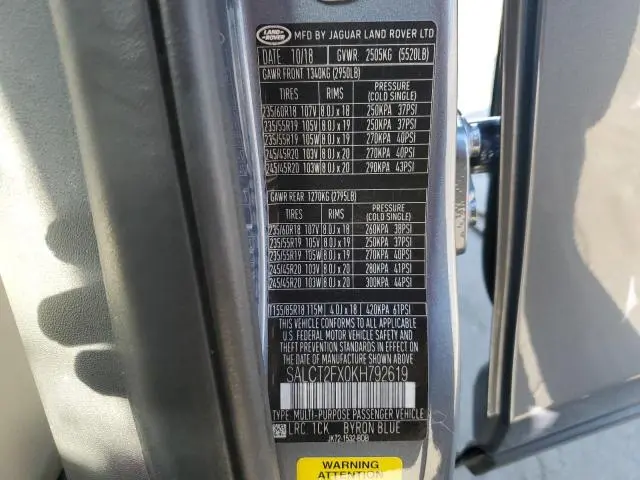 LAND ROVER MFD BY JAGUAR LAND ROVER LTD
DATE 10/18 GVWR. 2505KG (5520LB)
GAWR FRONT 1340KG (2950LB)
TIRES RIMS PRESSURE (COLD SINGLE)
235/60R18 107V 8.0J x 18 250KPA 37PSI
235/55R19 105V 8.0J x 19 250KPA 37PSI
235/55R19 105W 8.0J x 19 270KPA 40PSI
245/45R20 103V 8.0J x 20 270KPA 40PSI
245/45R20 103W 8.0J x 20 290KPA 43PSI
GAWR REAR 1270KG (2795LB)
TIRES RIMS PRESSURE (COLD SINGLE)
235/60R18 107V 8.0J x 18 260KPA 38PSI
235/55R19 105V 8.0J x 19 250KPA 37PSI
235/55R19 105W 8.0J x 19 270KPA 40PSI
245/45R20 103V 8.0J x 20 280KPA 41PSI
245/45R20 103W 8.0J x 20 300KPA 44PSI
T155/85R18 115M 4.0J x 18 420KPA 61PSI
THIS VEHICLE CONFORMS TO ALL APPLICABLE
U.S. FEDERAL MOTOR VEHICLE SAFETY AND
THEFT PREVENTION STANDARDS IN EFFECT ON
THE DATE OF MANUFACTURE SHOWN ABOVE.
SALCT2FX0KH792619
TYPE: MULTI-PURPOSE PASSENGER VEHICLE
LRC 1CK BYRON BLUE
JK72-1532-BDB
WARNING
ATTENTION